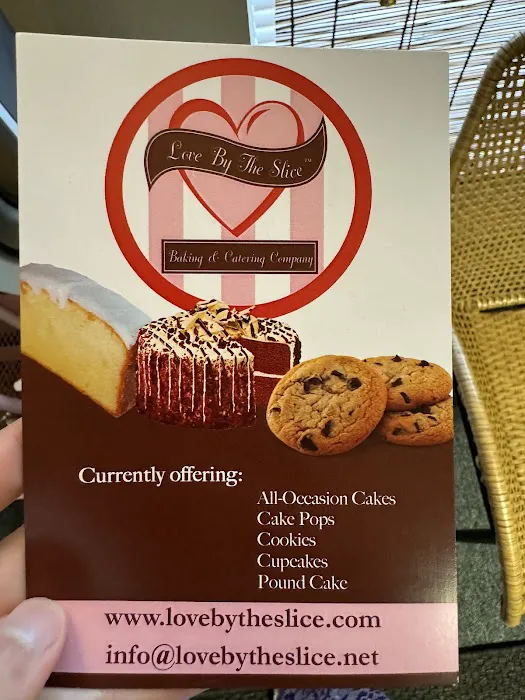 Love By The Slice™
Baking & Catering Company
Currently offering:
All-Occasion Cakes
Cake Pops
Cookies
Cupcakes
Pound Cake
www.lovebytheslice.com
info@lovebytheslice.net